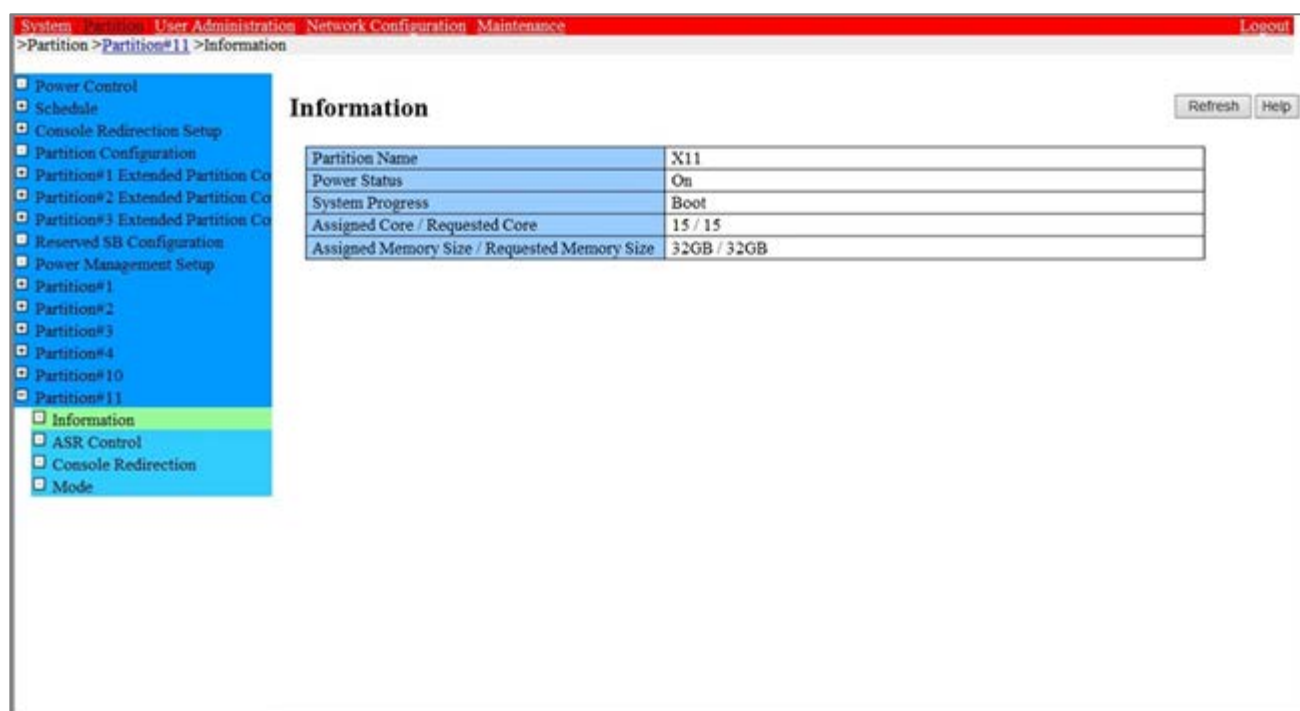 System Partition User Administration Network Configuration Maintenance Logout
>Partition >Partition#11 >Information
Power Control
Schedule
Console Redirection Setup
Partition Configuration
Partition#1 Extended Partition Co
Partition#2 Extended Partition Co
Partition#3 Extended Partition Co
Reserved SB Configuration
Power Management Setup
Partition#1
Partition#2
Partition#3
Partition#4
Partition#10
Partition#11
Information
ASR Control
Console Redirection
Mode
Information
Refresh Help
Partition Name X11
Power Status On
System Progress Boot
Assigned Core / Requested Core 15 / 15
Assigned Memory Size / Requested Memory Size 32GB / 32GB